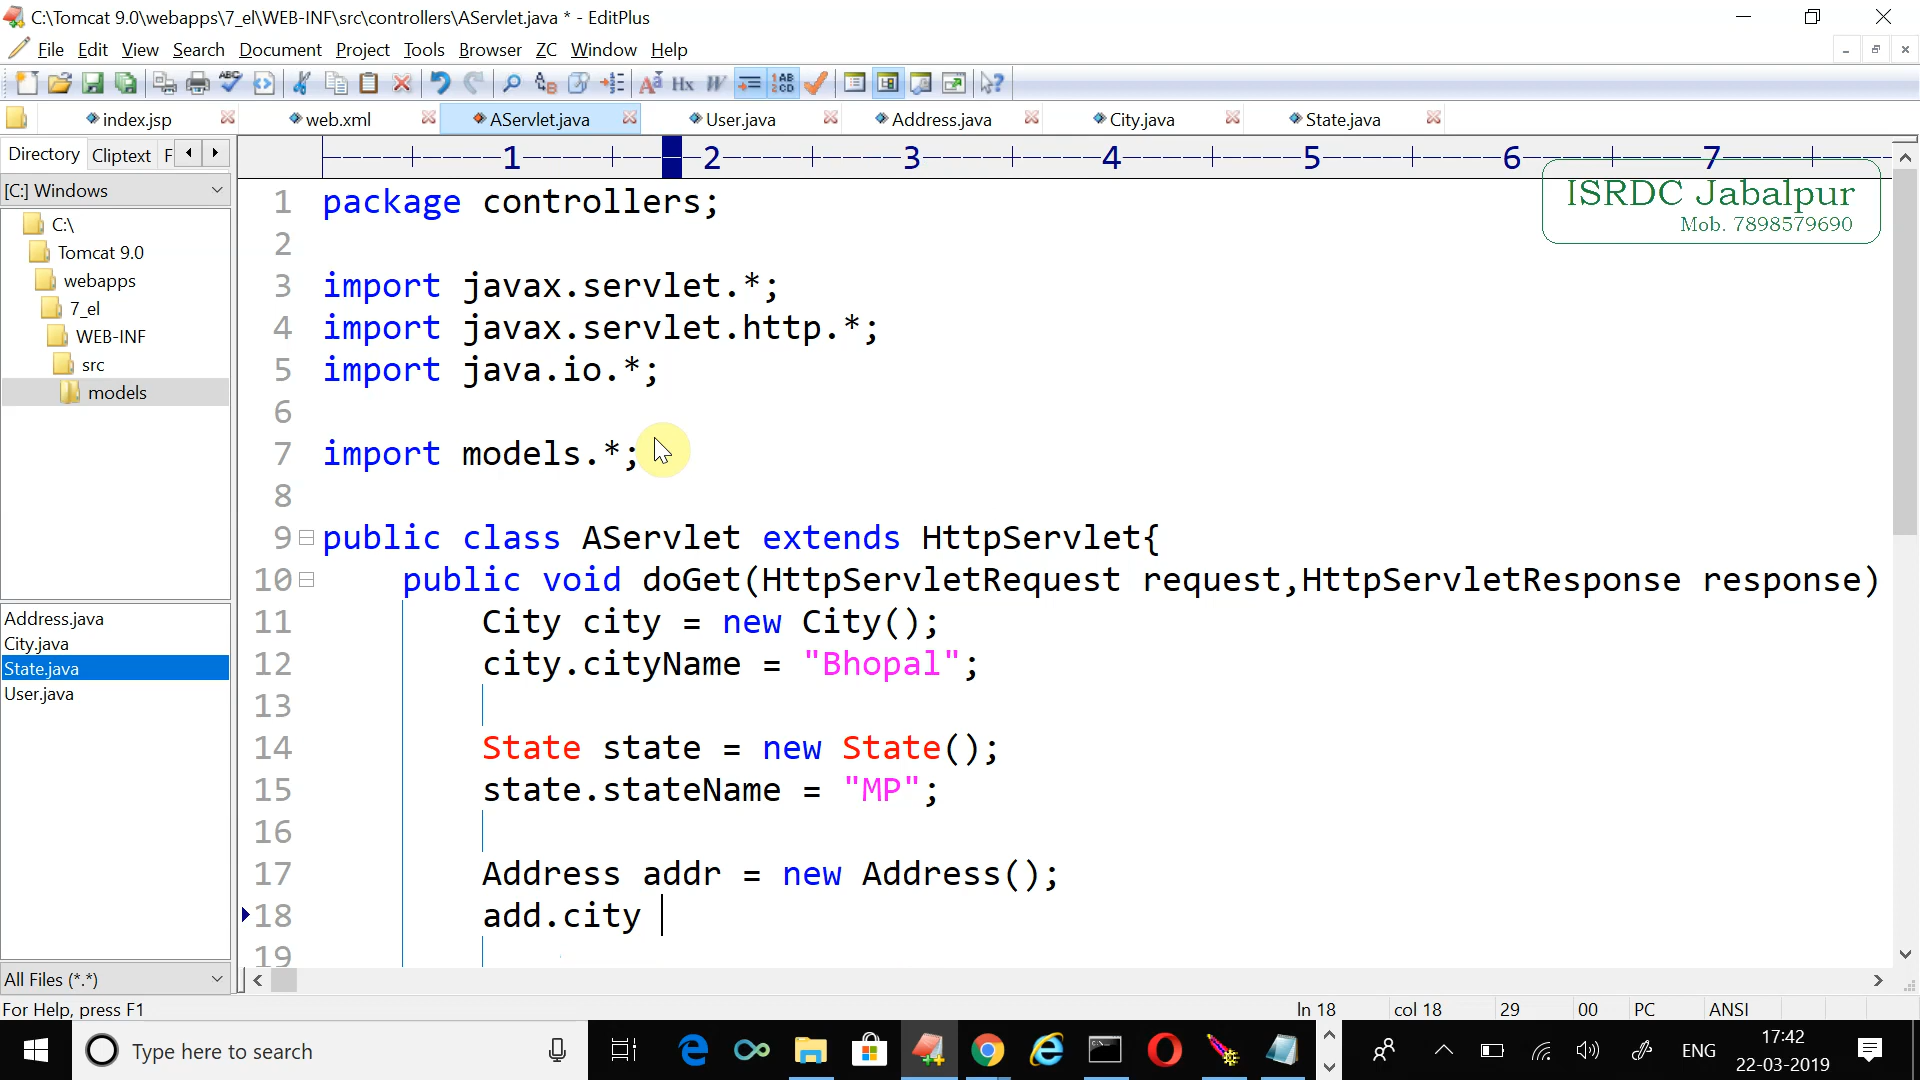 C:\Tomcat 9.0\webapps\7_el\WEB-INF\src\controllers\AServlet.java * - EditPlus
File Edit View Search Document Project Tools Browser ZC Window Help
index.jsp web.xml AServlet.java User.java Address.java City.java State.java
Directory Cliptext F
[C:] Windows
C:\
Tomcat 9.0
webapps
7_el
WEB-INF
src
models
Address.java
City.java
State.java
User.java
All Files (*.*)
1 2 3 4 5 6 7
ISRDC Jabalpur
Mob. 7898579690
1 package controllers;
2
3 import javax.servlet.*;
4 import javax.servlet.http.*;
5 import java.io.*;
6
7 import models.*;
8
9 public class AServlet extends HttpServlet{
10 public void doGet(HttpServletRequest request,HttpServletResponse response)
11 City city = new City();
12 city.cityName = "Bhopal";
13
14 State state = new State();
15 state.stateName = "MP";
16
17 Address addr = new Address();
18 add.city
19
For Help, press F1
ln 18 col 18 29 00 PC ANSI
Type here to search
ENG
17:42
22-03-2019